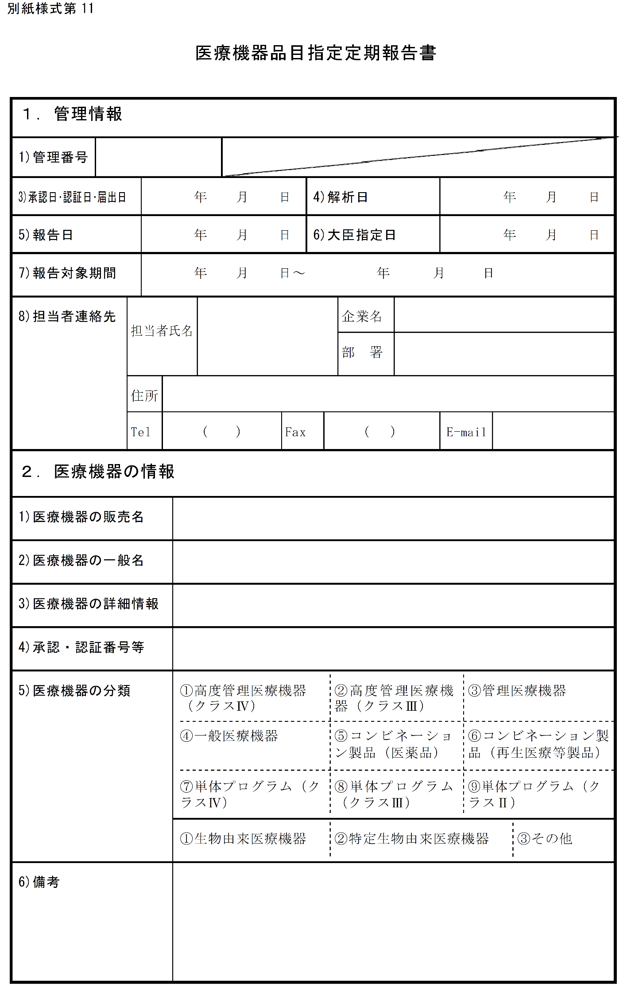 別紙様式第 11
医療機器品目指定定期報告書
１．管理情報
1)管理番号
3)承認日･認証日･届出日 年 月 日 4)解析日 年 月 日
5)報告日 年 月 日 6)大臣指定日 年 月 日
7)報告対象期間 年 月 日～ 年 月 日
8)担当者連絡先
担当者氏名
企業名
部　署
住所
Tel ( ) Fax ( ) E-mail
２．医療機器の情報
1)医療機器の販売名
2)医療機器の一般名
3)医療機器の詳細情報
4)承認・認証番号等
5)医療機器の分類
①高度管理医療機器
（クラスⅣ）
②高度管理医療機
器（クラスⅢ）
③管理医療機器
④一般医療機器
⑤コンビネーショ
ン製品（医薬品）
⑥コンビネーション製
品（再生医療等製品）
⑦単体プログラム（ク
ラスⅣ）
⑧単体プログラム
（クラスⅢ）
⑨単体プログラム（ク
ラスⅡ）
①生物由来医療機器
②特定生物由来医療機器
③その他
6)備考